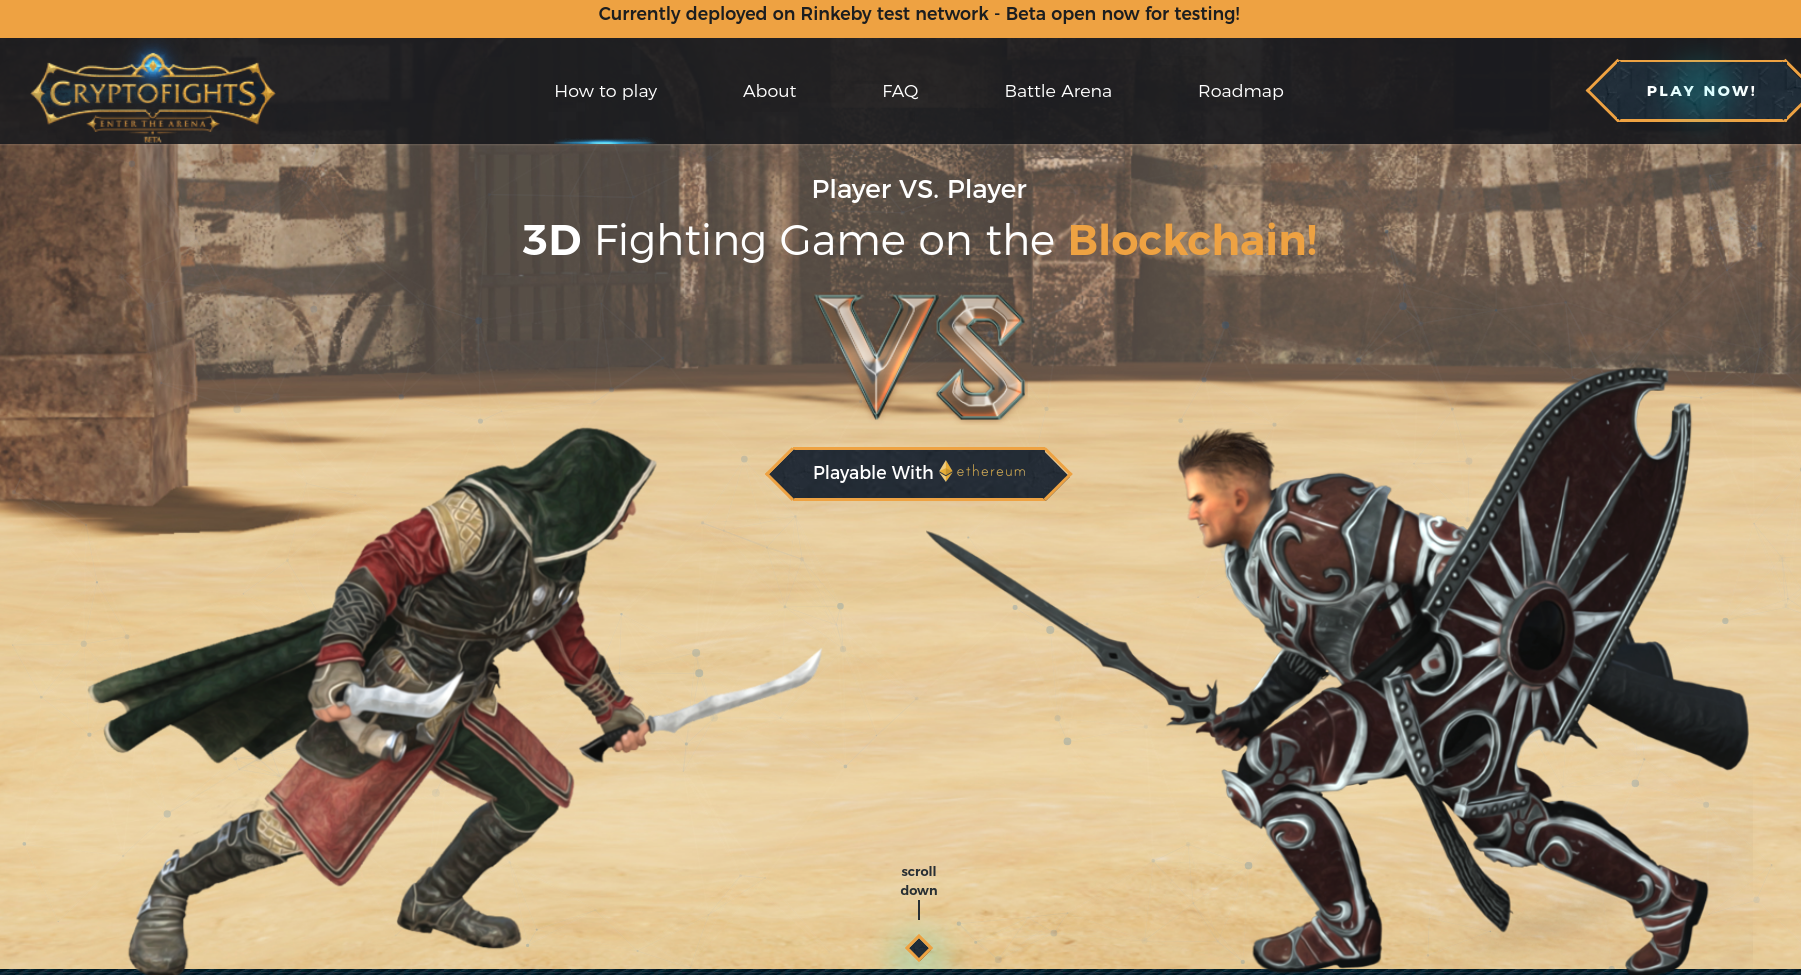 Currently deployed on Rinkeby test network - Beta open now for testing!
CRYPTOFIGHTS
ENTER THE ARENA
BETA
How to play
About
FAQ
Battle Arena
Roadmap
PLAY NOW!
Player VS. Player
3D Fighting Game on the Blockchain!
VS
Playable With ethereum
scroll
down